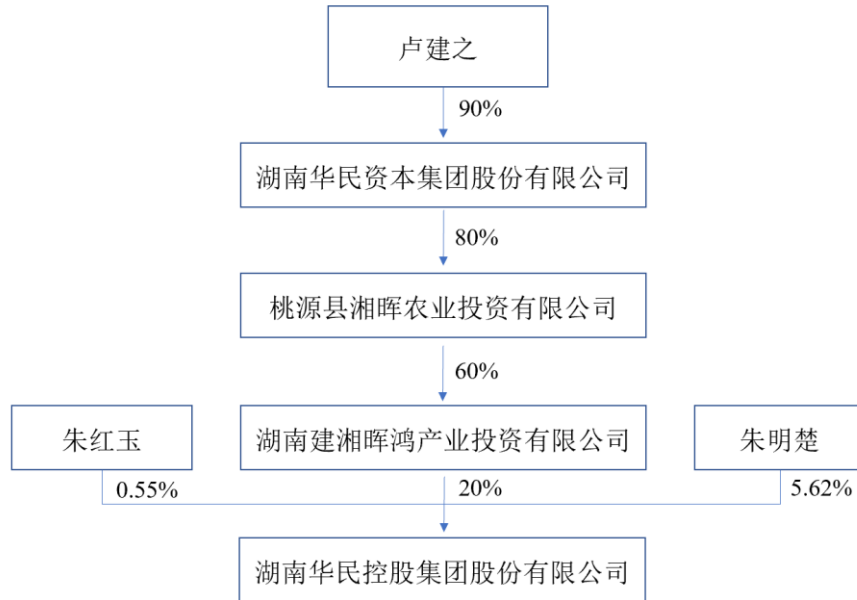 卢建之
90%
湖南华民资本集团股份有限公司
80%
桃源县湘晖农业投资有限公司
60%
朱红玉
湖南建湘晖鸿产业投资有限公司
朱明楚
0.55%
20%
5.62%
湖南华民控股集团股份有限公司